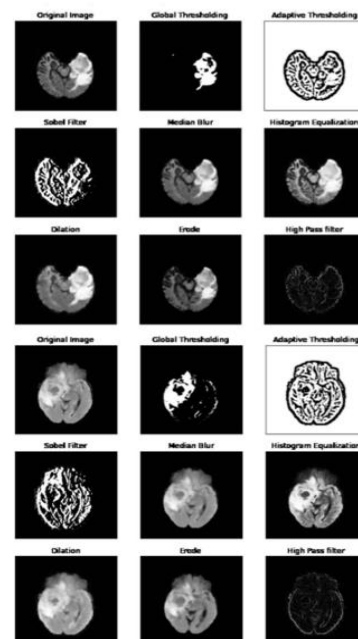 Original Image Global Thresholding Adaptive Thresholding
Sobel Filter Median Blur Histogram Equalization
Dilation Erode High Pass filter
Original Image Global Thresholding Adaptive Thresholding
Sobel Filter Median Blur Histogram Equalization
Dilation Erode High Pass filter